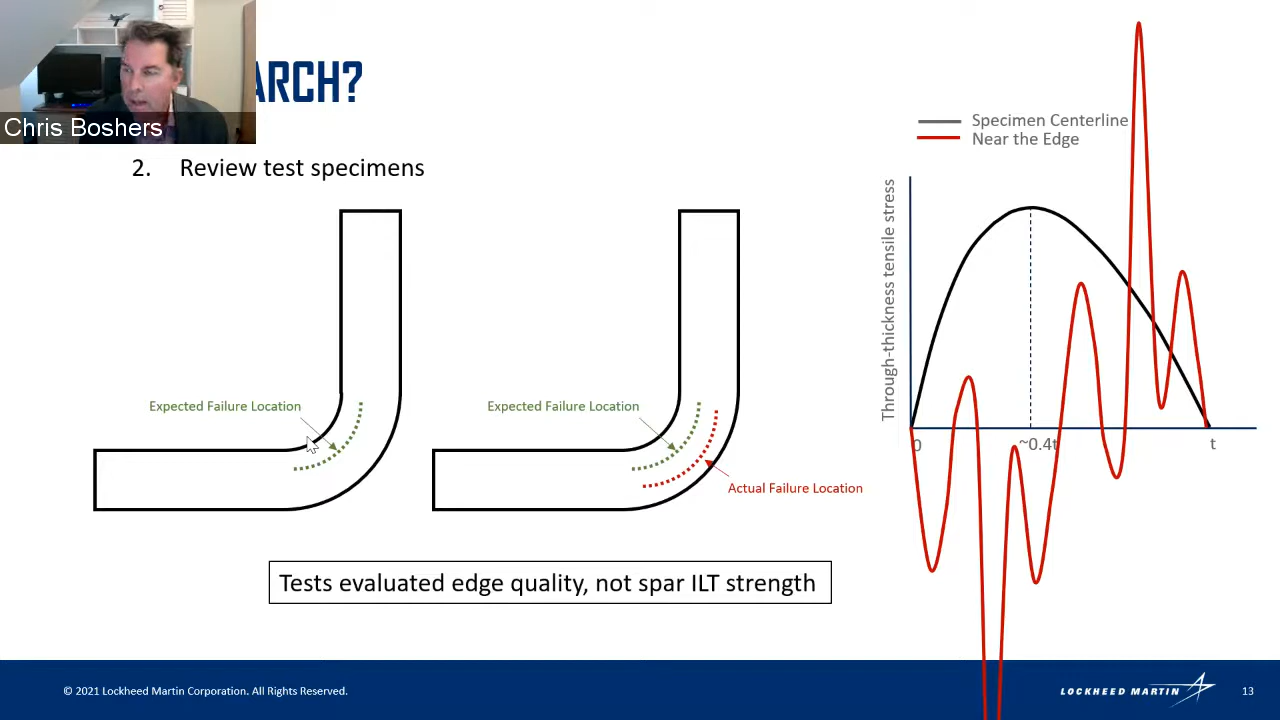 ARCH?
Chris Boshers
2. Review test specimens
Expected Failure Location
Expected Failure Location
Actual Failure Location
Tests evaluated edge quality, not spar ILT strength
Specimen Centerline
Near the Edge
Through-thickness tensile stress
0
~0.4t
t
© 2021 Lockheed Martin Corporation. All Rights Reserved.
LOCKHEED MARTIN
13